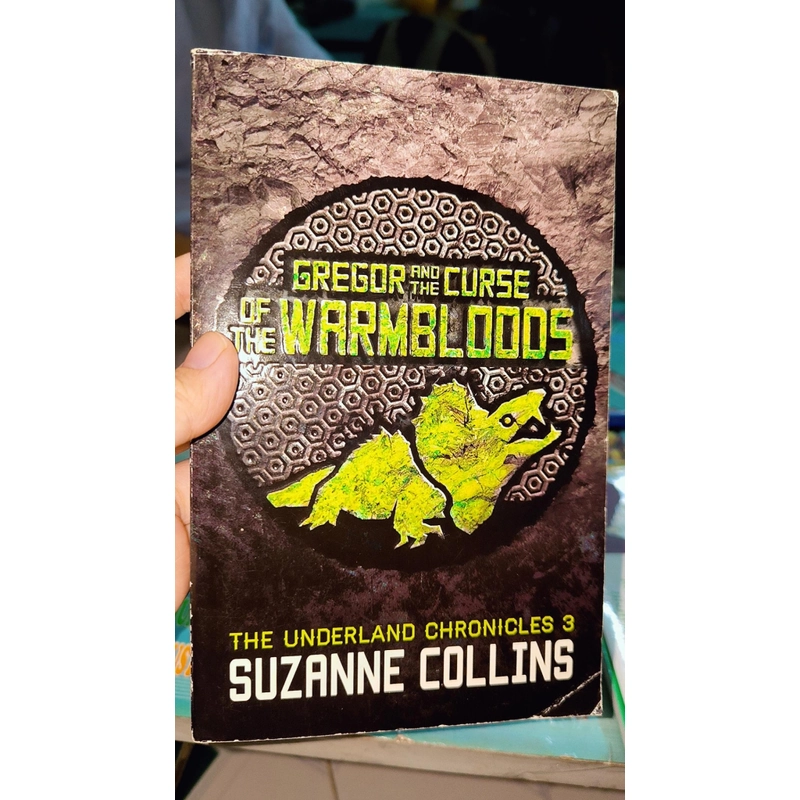 GREGOR AND THE CURSE
OF THE WARMBLOODS
THE UNDERLAND CHRONICLES 3
SUZANNE COLLINS